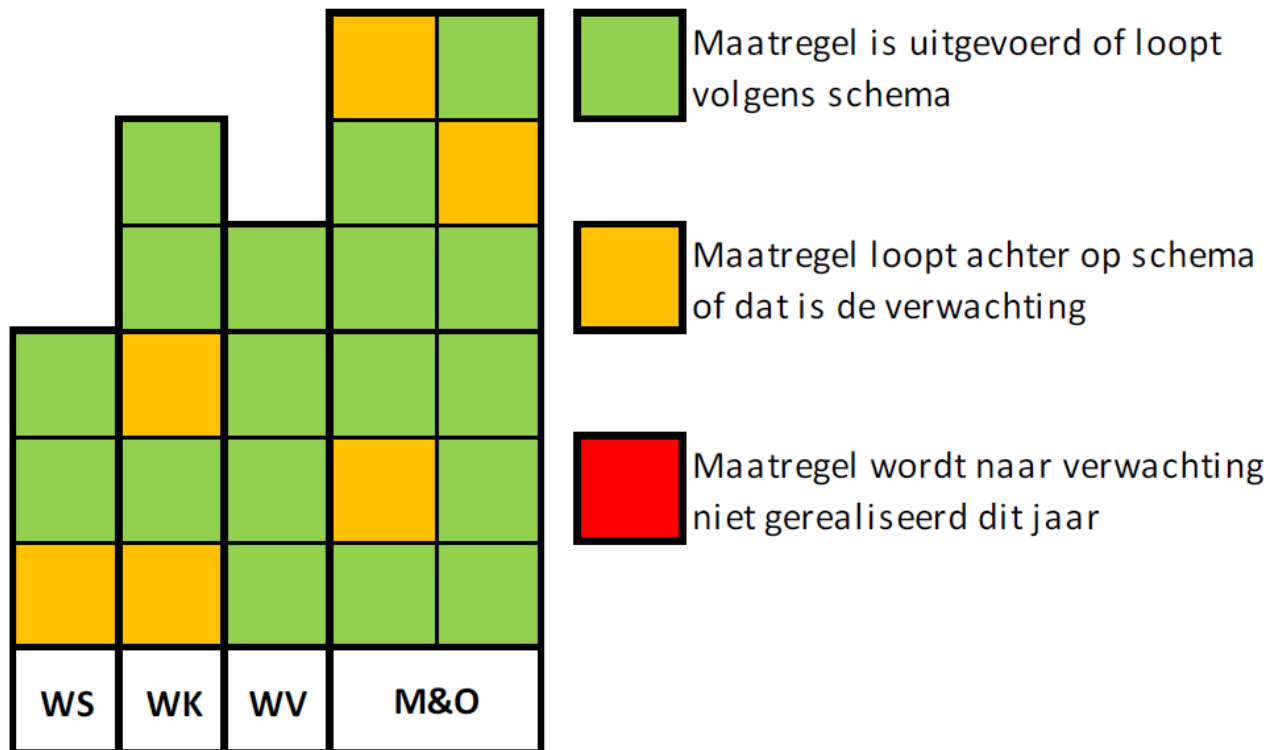 Maatregel is uitgevoerd of loopt
volgens schema
Maatregel loopt achter op schema
of dat is de verwachting
Maatregel wordt naar verwachting
niet gerealiseerd dit jaar
WS WK WV M&O